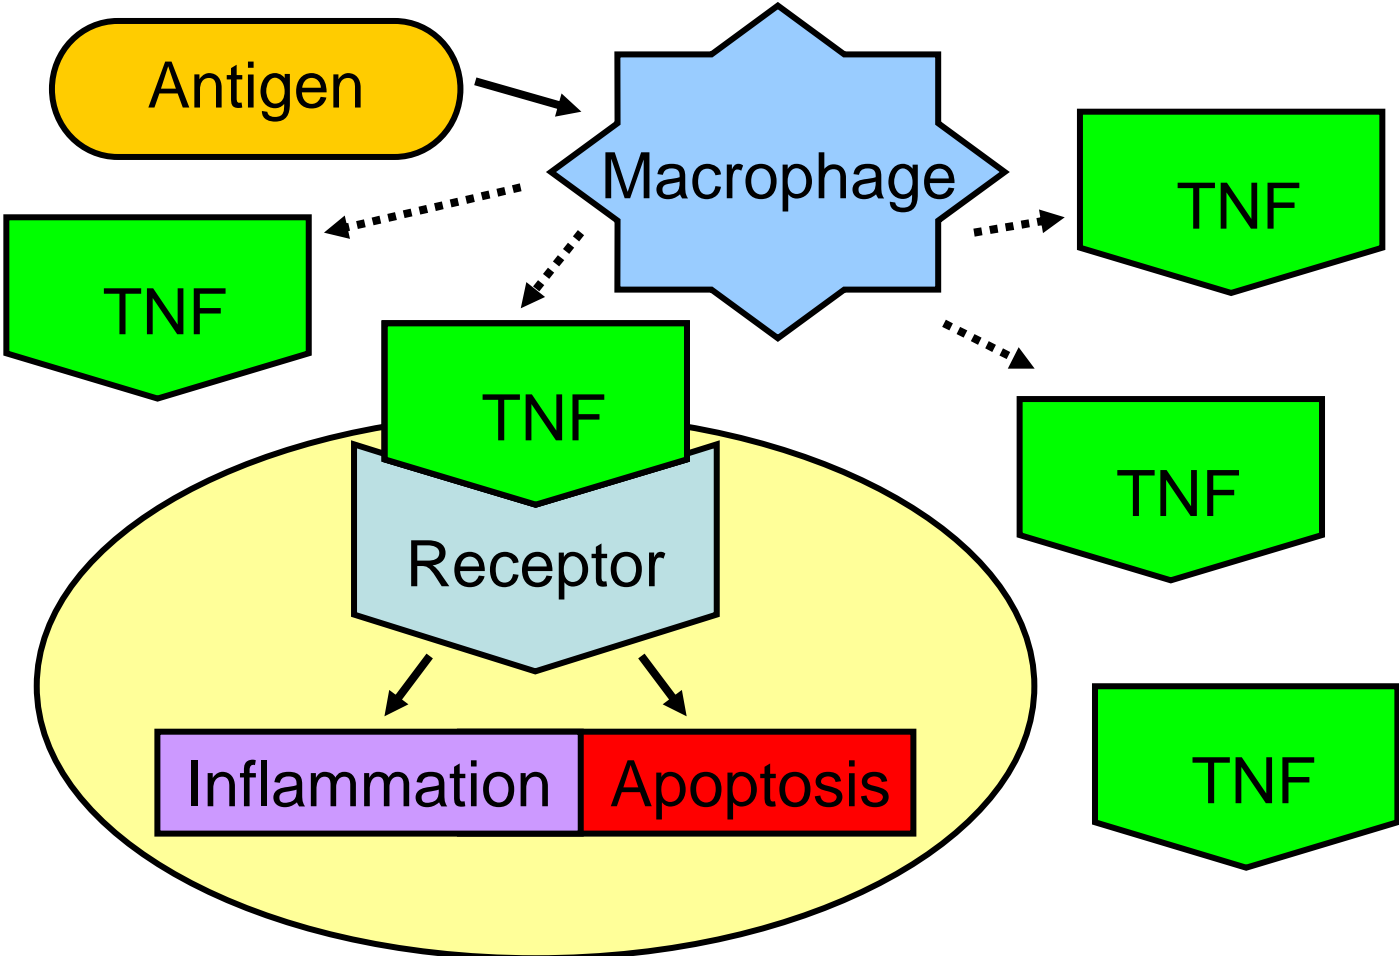 Antigen
Macrophage
TNF
TNF
TNF
TNF
Receptor
TNF
Inflammation
Apoptosis